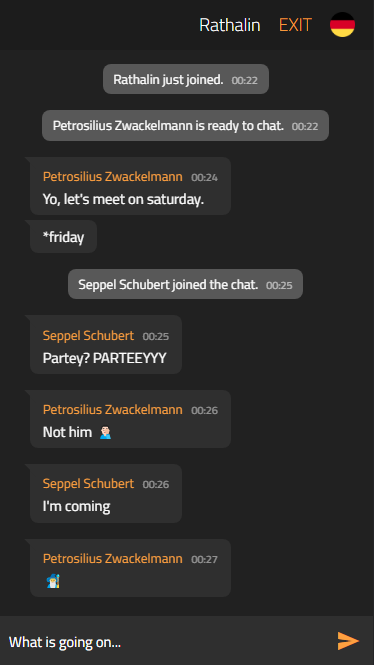 Rathalin EXIT
Rathalin just joined. 00:22
Petrosilius Zwackelmann is ready to chat. 00:22
Petrosilius Zwackelmann 00:24
Yo, let's meet on saturday.
*friday
Seppel Schubert joined the chat. 00:25
Seppel Schubert 00:25
Partey? PARTEEYYY
Petrosilius Zwackelmann 00:26
Not him 🤦🏻‍♂️
Seppel Schubert 00:26
I'm coming
Petrosilius Zwackelmann 00:27
What is going on...